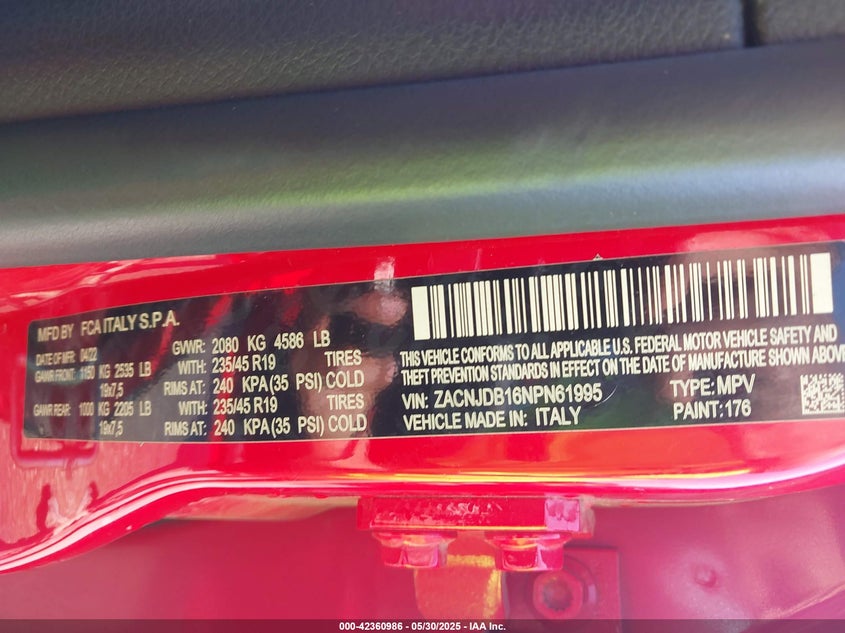 MFD BY FCA ITALY S.P.A.
DATE OF MFR: 04/22 GVWR: 2080 KG 4586 LB
GAWR FRONT: 1150 KG 2535 LB WITH: 235/45 R19 TIRES
19x7,5 RIMS AT: 240 KPA (35 PSI) COLD
GAWR REAR: 1000 KG 2205 LB WITH: 235/45 R19 TIRES
19x7,5 RIMS AT: 240 KPA (35 PSI) COLD
THIS VEHICLE CONFORMS TO ALL APPLICABLE U.S. FEDERAL MOTOR VEHICLE SAFETY AND
THEFT PREVENTION STANDARDS IN EFFECT ON THE DATE OF MANUFACTURE SHOWN ABOVE
VIN: ZACNJDB16NPN61995 TYPE: MPV
VEHICLE MADE IN: ITALY PAINT: 176
000-42360986 - 05/30/2025 - IAA Inc.